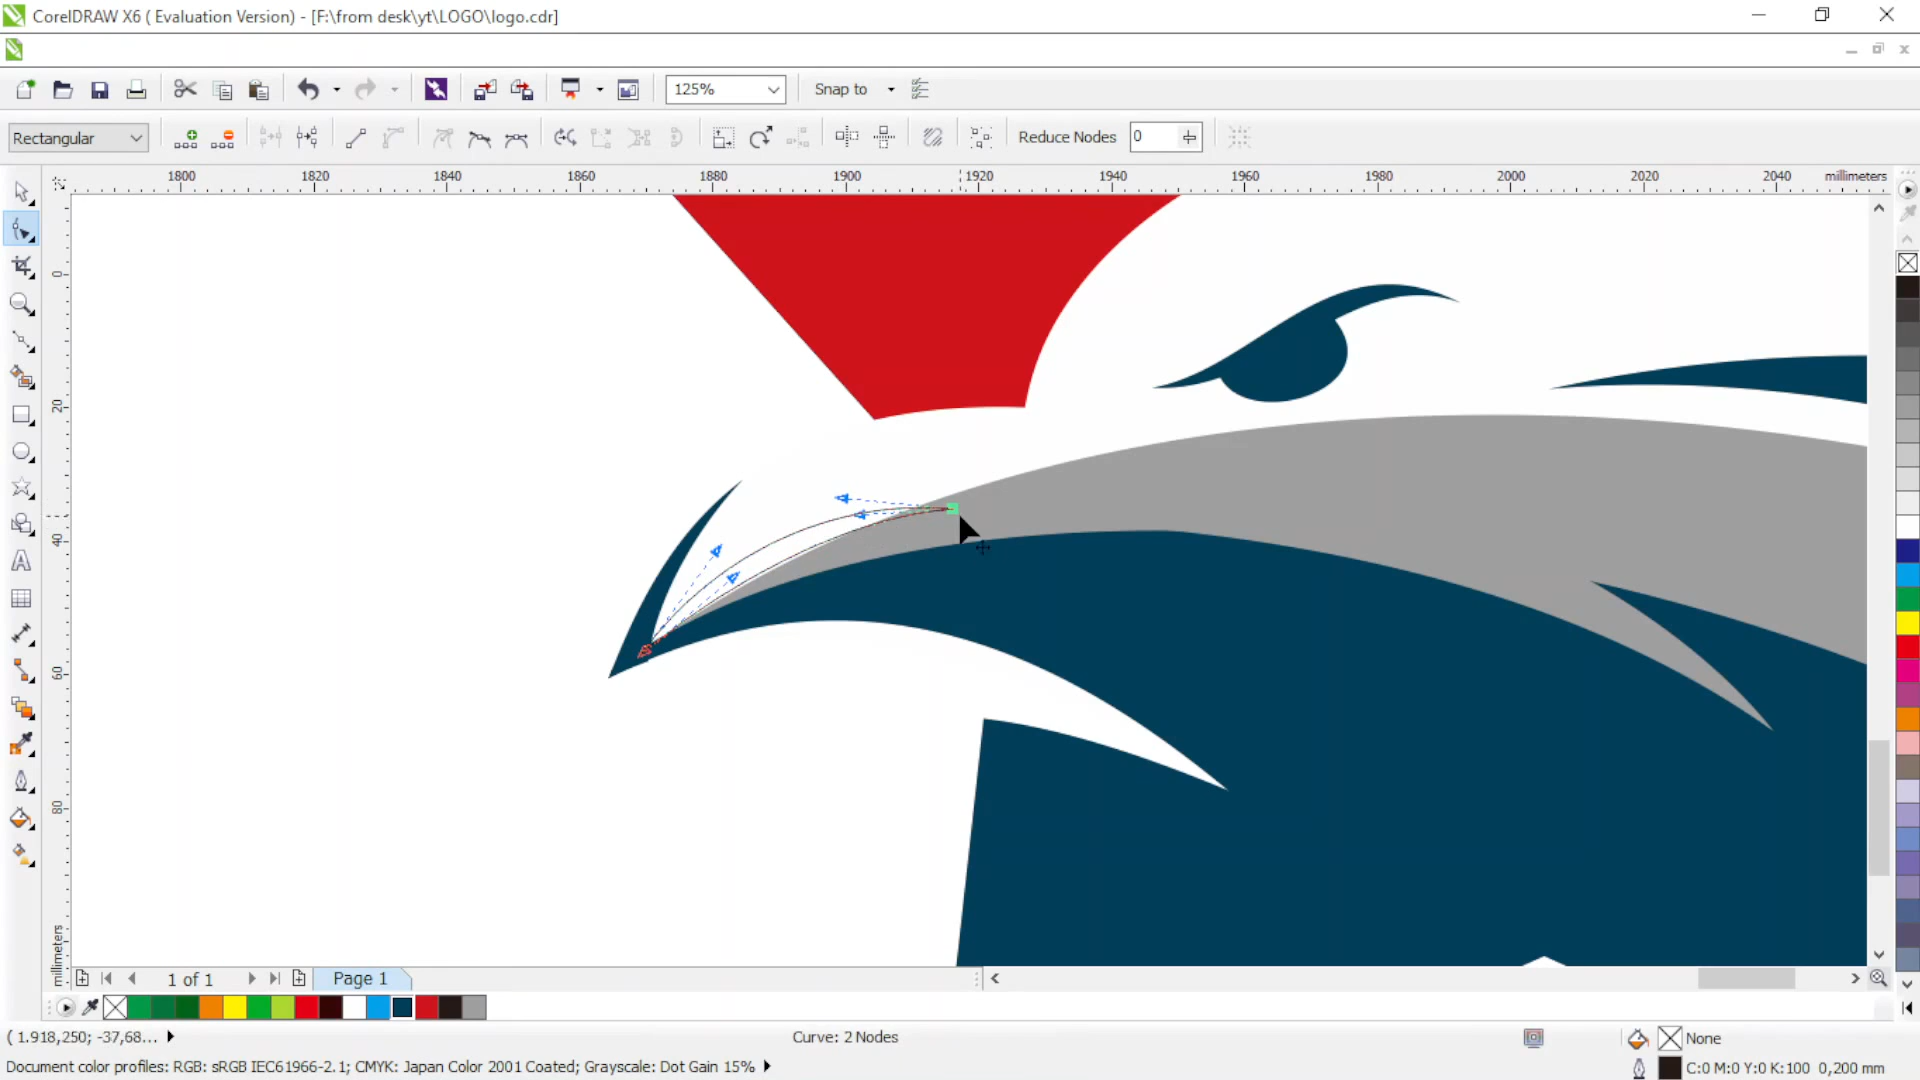 CorelDRAW X6 ( Evaluation Version) - [F:\from desk\yt\LOGO\logo.cdr]
125%
Snap to
Rectangular
Reduce Nodes
0
1800
1820
1840
1860
1880
1900
1920
1940
1960
1980
2000
2020
2040
millimeters
0
20
40
60
80
millimeters
1 of 1
Page 1
( 1.918,250; -37,68...
Curve: 2 Nodes
None
Document color profiles: RGB: sRGB IEC61966-2.1; CMYK: Japan Color 2001 Coated; Grayscale: Dot Gain 15%
C:0 M:0 Y:0 K:100 0,200 mm